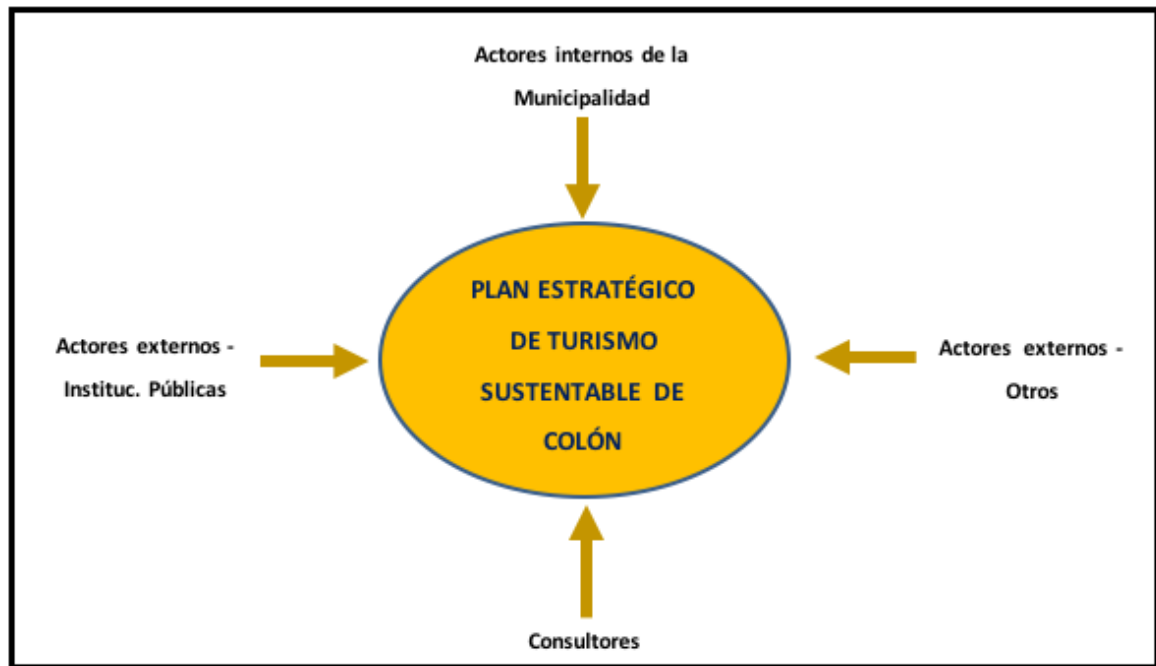 Actores internos de la
Municipalidad
PLAN ESTRATÉGICO
DE TURISMO
SUSTENTABLE DE
COLÓN
Actores externos -
Instituc. Públicas
Actores externos -
Otros
Consultores